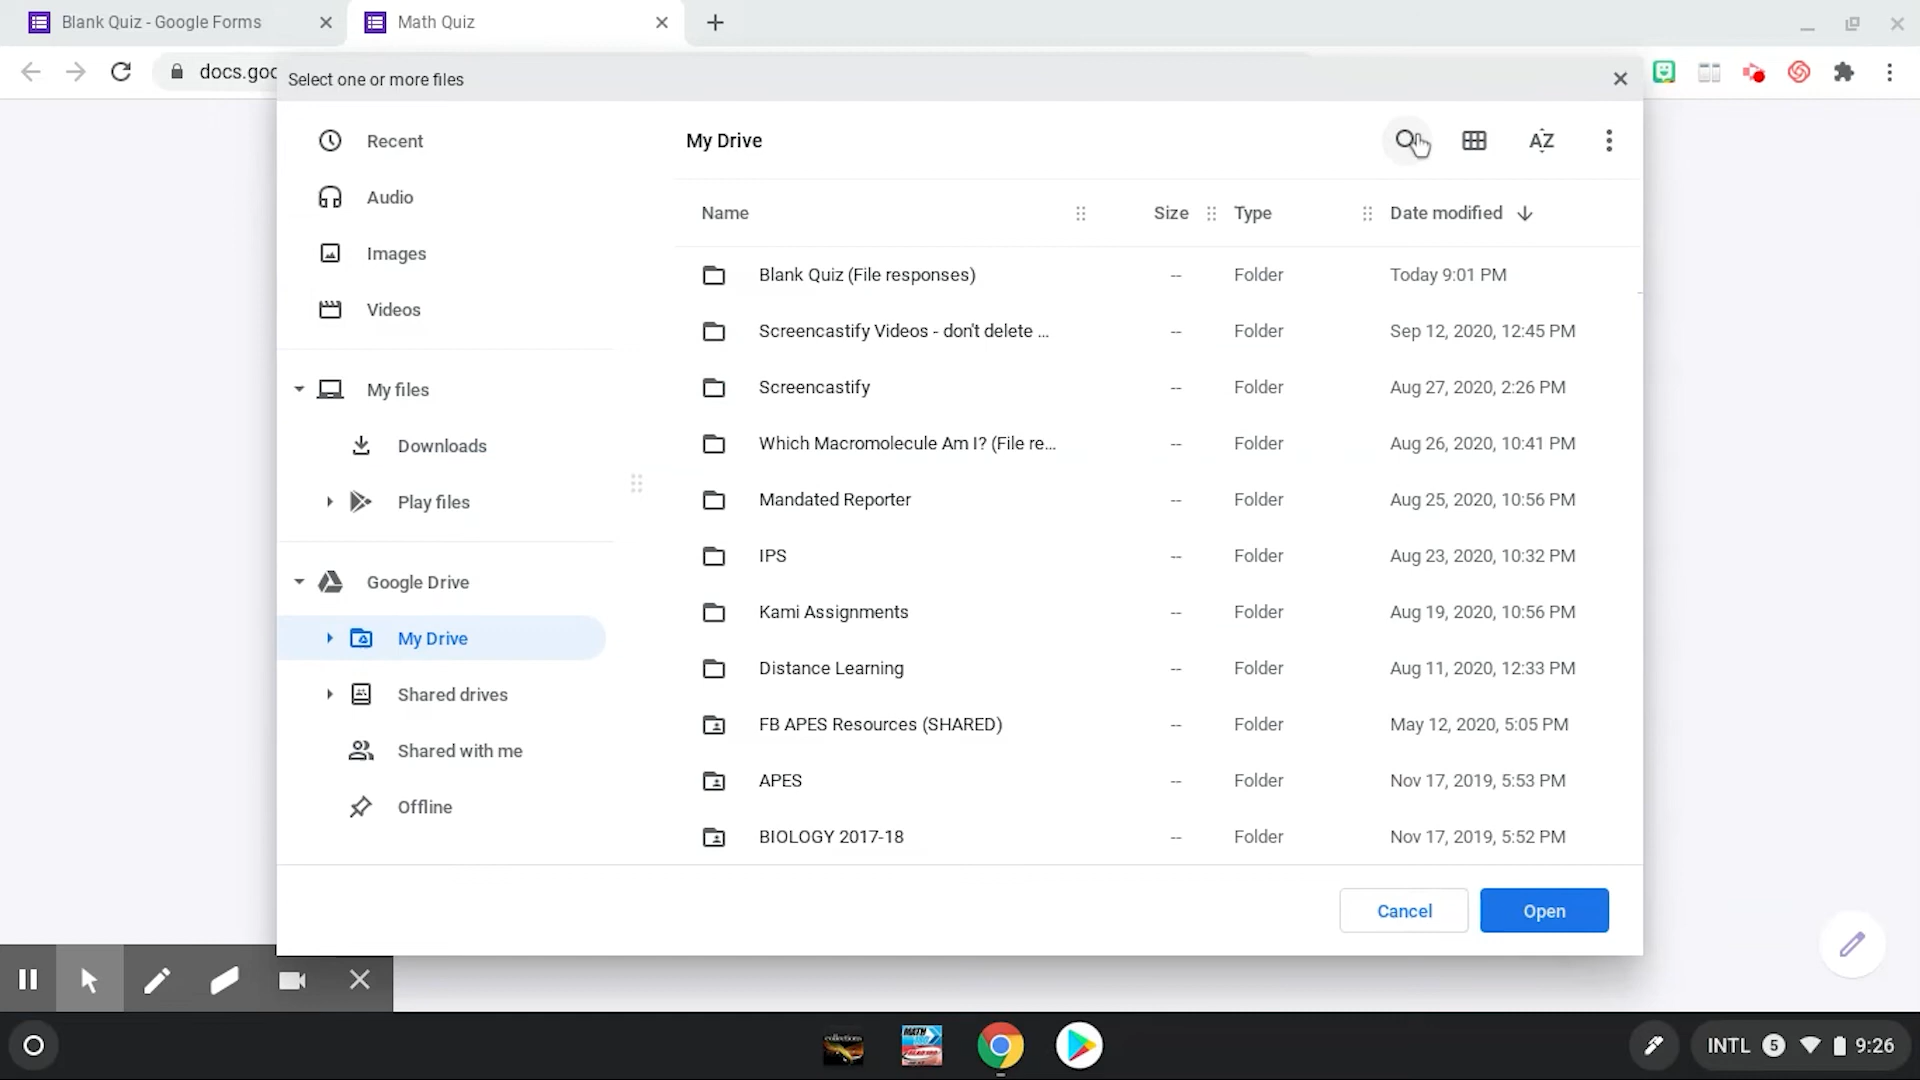 Blank Quiz - Google Forms
Math Quiz
docs.goo
Select one or more files
Recent
Audio
Images
Videos
My files
Downloads
Play files
Google Drive
My Drive
Shared drives
Shared with me
Offline
My Drive
AZ
Name Size Type Date modified
Blank Quiz (File responses) -- Folder Today 9:01 PM
Screencastify Videos - don't delete ... -- Folder Sep 12, 2020, 12:45 PM
Screencastify -- Folder Aug 27, 2020, 2:26 PM
Which Macromolecule Am I? (File re... -- Folder Aug 26, 2020, 10:41 PM
Mandated Reporter -- Folder Aug 25, 2020, 10:56 PM
IPS -- Folder Aug 23, 2020, 10:32 PM
Kami Assignments -- Folder Aug 19, 2020, 10:56 PM
Distance Learning -- Folder Aug 11, 2020, 12:33 PM
FB APES Resources (SHARED) -- Folder May 12, 2020, 5:05 PM
APES -- Folder Nov 17, 2019, 5:53 PM
BIOLOGY 2017-18 -- Folder Nov 17, 2019, 5:52 PM
Cancel
Open
collections
MATH
INTL 5 9:26